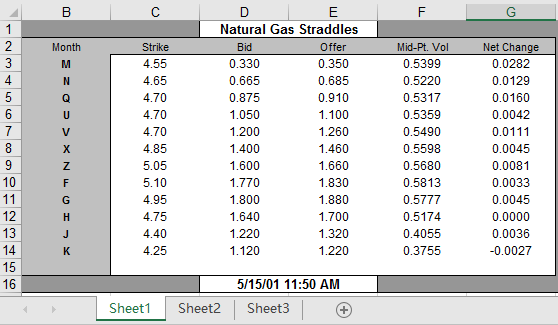 B C D E F G
1 Natural Gas Straddles
2 Month Strike Bid Offer Mid-Pt. Vol Net Change
3 M 4.55 0.330 0.350 0.5399 0.0282
4 N 4.65 0.665 0.685 0.5220 0.0129
5 Q 4.70 0.875 0.910 0.5317 0.0160
6 U 4.70 1.050 1.100 0.5359 0.0042
7 V 4.70 1.200 1.260 0.5490 0.0111
8 X 4.85 1.400 1.460 0.5598 0.0045
9 Z 5.05 1.600 1.660 0.5680 0.0081
10 F 5.10 1.770 1.830 0.5813 0.0033
11 G 4.95 1.800 1.880 0.5777 0.0045
12 H 4.75 1.640 1.700 0.5174 0.0000
13 J 4.40 1.220 1.320 0.4055 0.0036
14 K 4.25 1.120 1.220 0.3755 -0.0027
15
16 5/15/01 11:50 AM
Sheet1 Sheet2 Sheet3